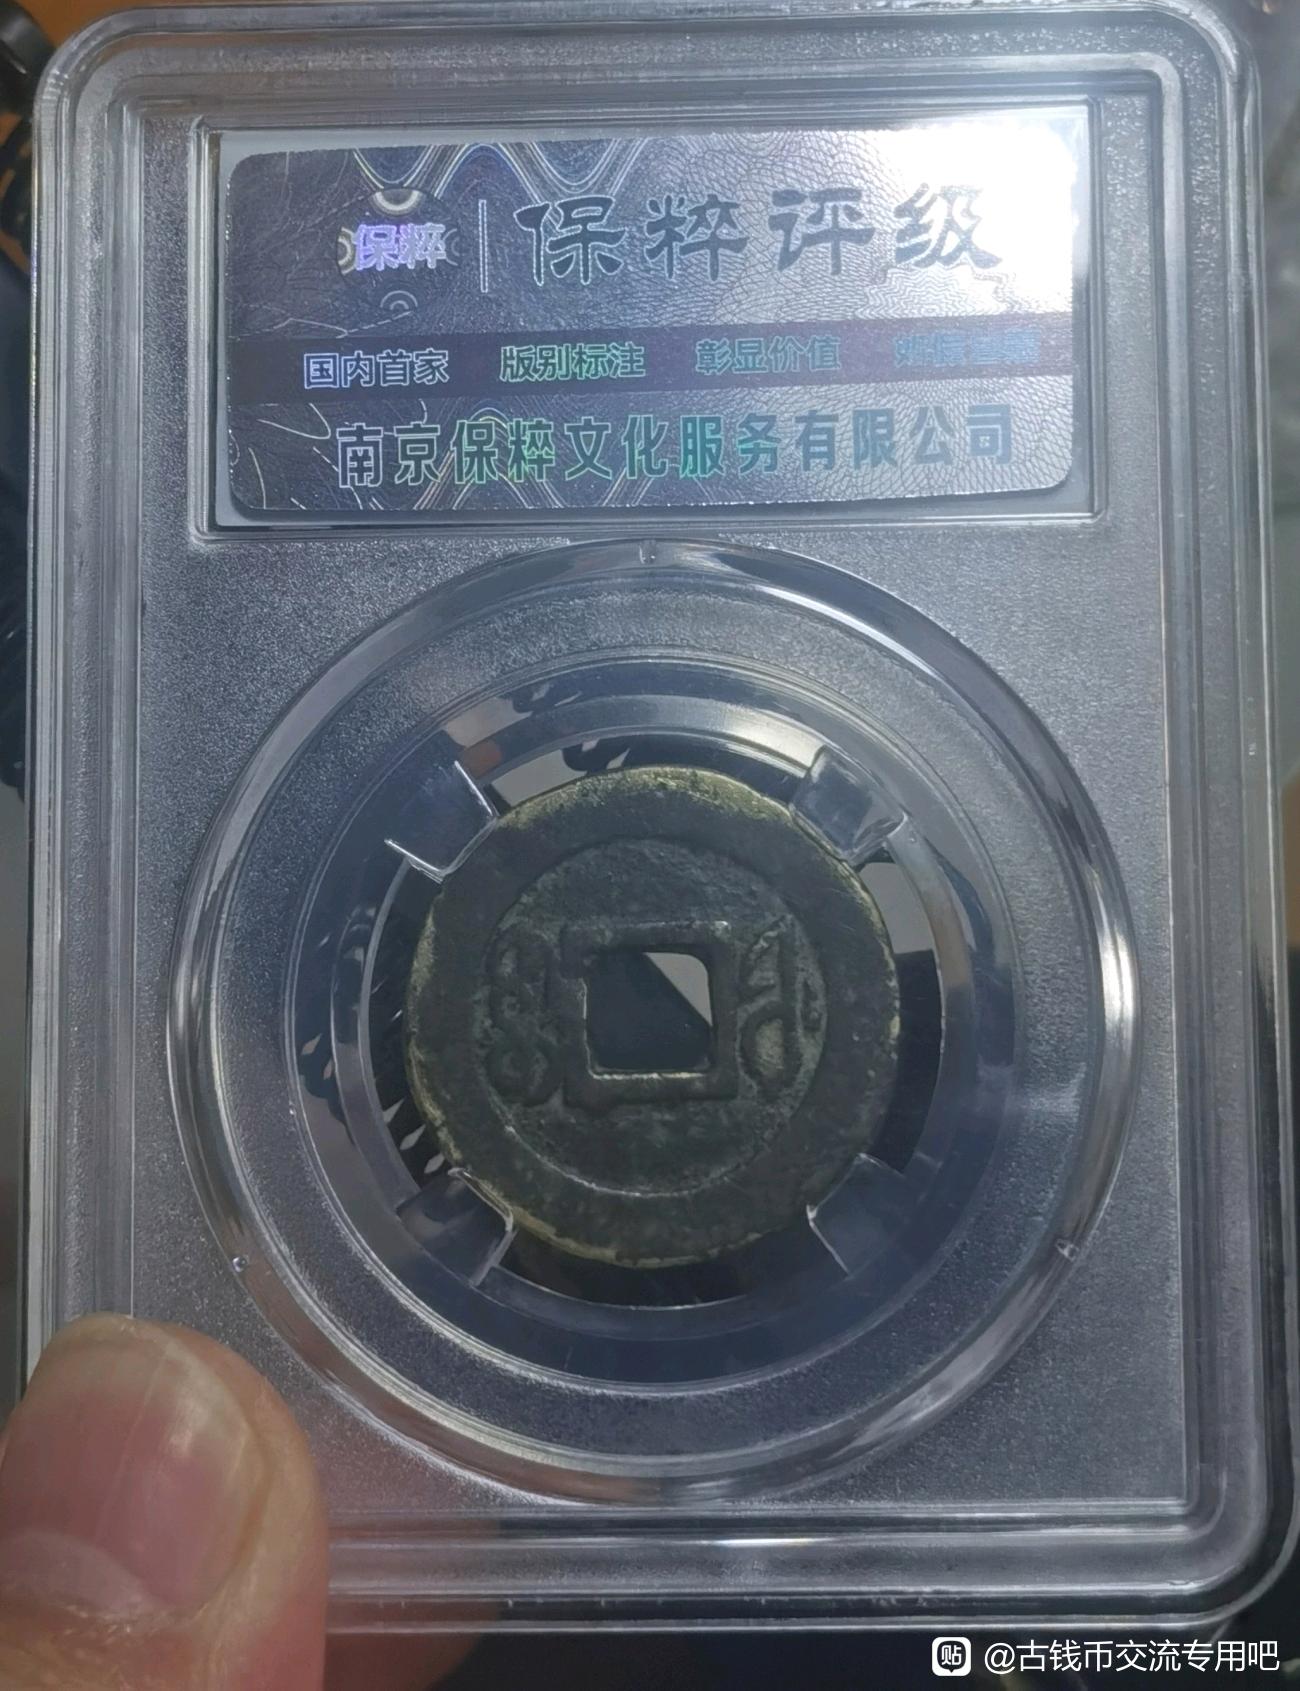 保粹 保粹评级
国内首家 版别标注 彰显价值
南京保粹文化服务有限公司
贴 @古钱币交流专用吧